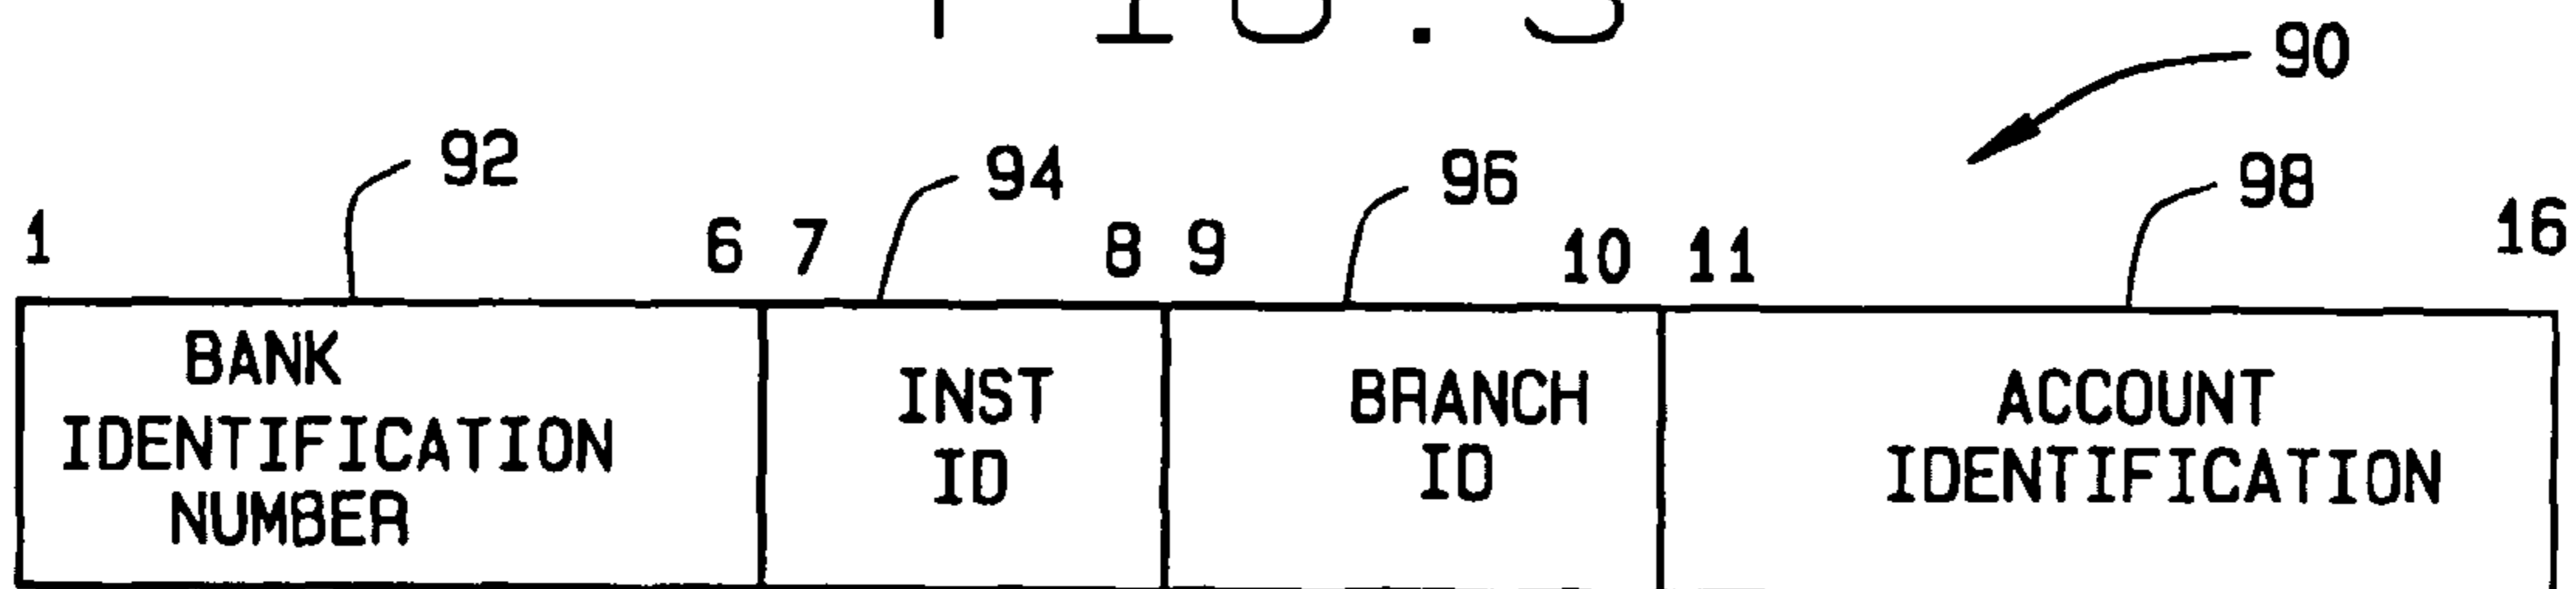 90
92 94 96 98
1 6 7 8 9 10 11 16
BANK
IDENTIFICATION
NUMBER
INST
ID
BRANCH
ID
ACCOUNT
IDENTIFICATION